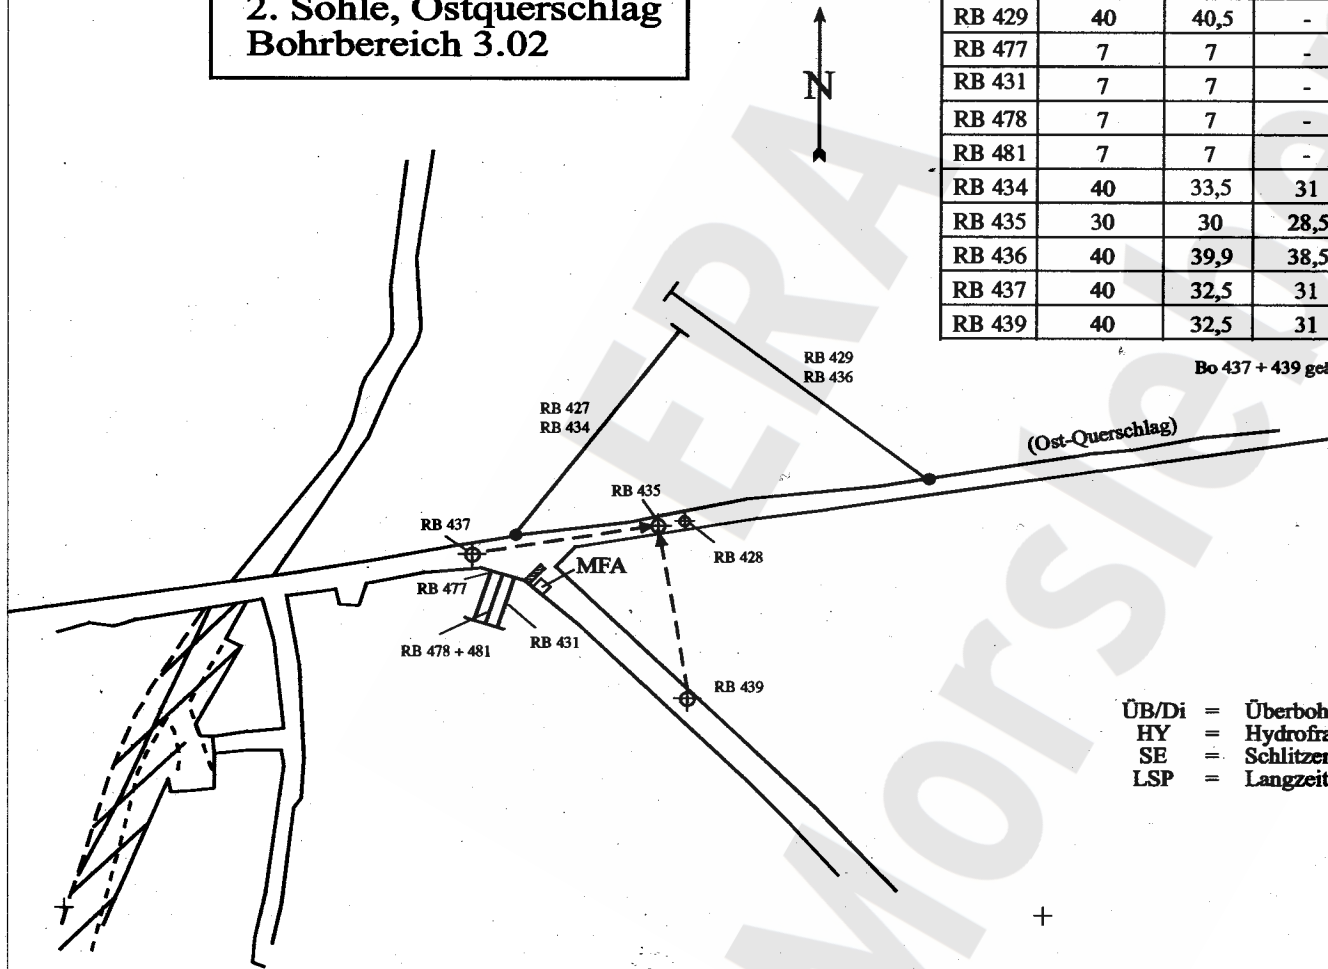 2. Sohle, Ostquerschlag
Bohrbereich 3.02
N
RB 429 40 40,5 -
RB 477 7 7 -
RB 431 7 7 -
RB 478 7 7 -
RB 481 7 7 -
RB 434 40 33,5 31
RB 435 30 30 28,5
RB 436 40 39,9 38,5
RB 437 40 32,5 31
RB 439 40 32,5 31
Bo 437 + 439 geä
RB 429
RB 436
RB 427
RB 434
(Ost-Querschlag)
RB 435
RB 437
RB 428
MFA
RB 477
RB 431
RB 478 + 481
RB 439
ÜB/Di = Überbohr
HY = Hydrofra
SE = Schlitzen
LSP = Langzeit
ERA Morsleben